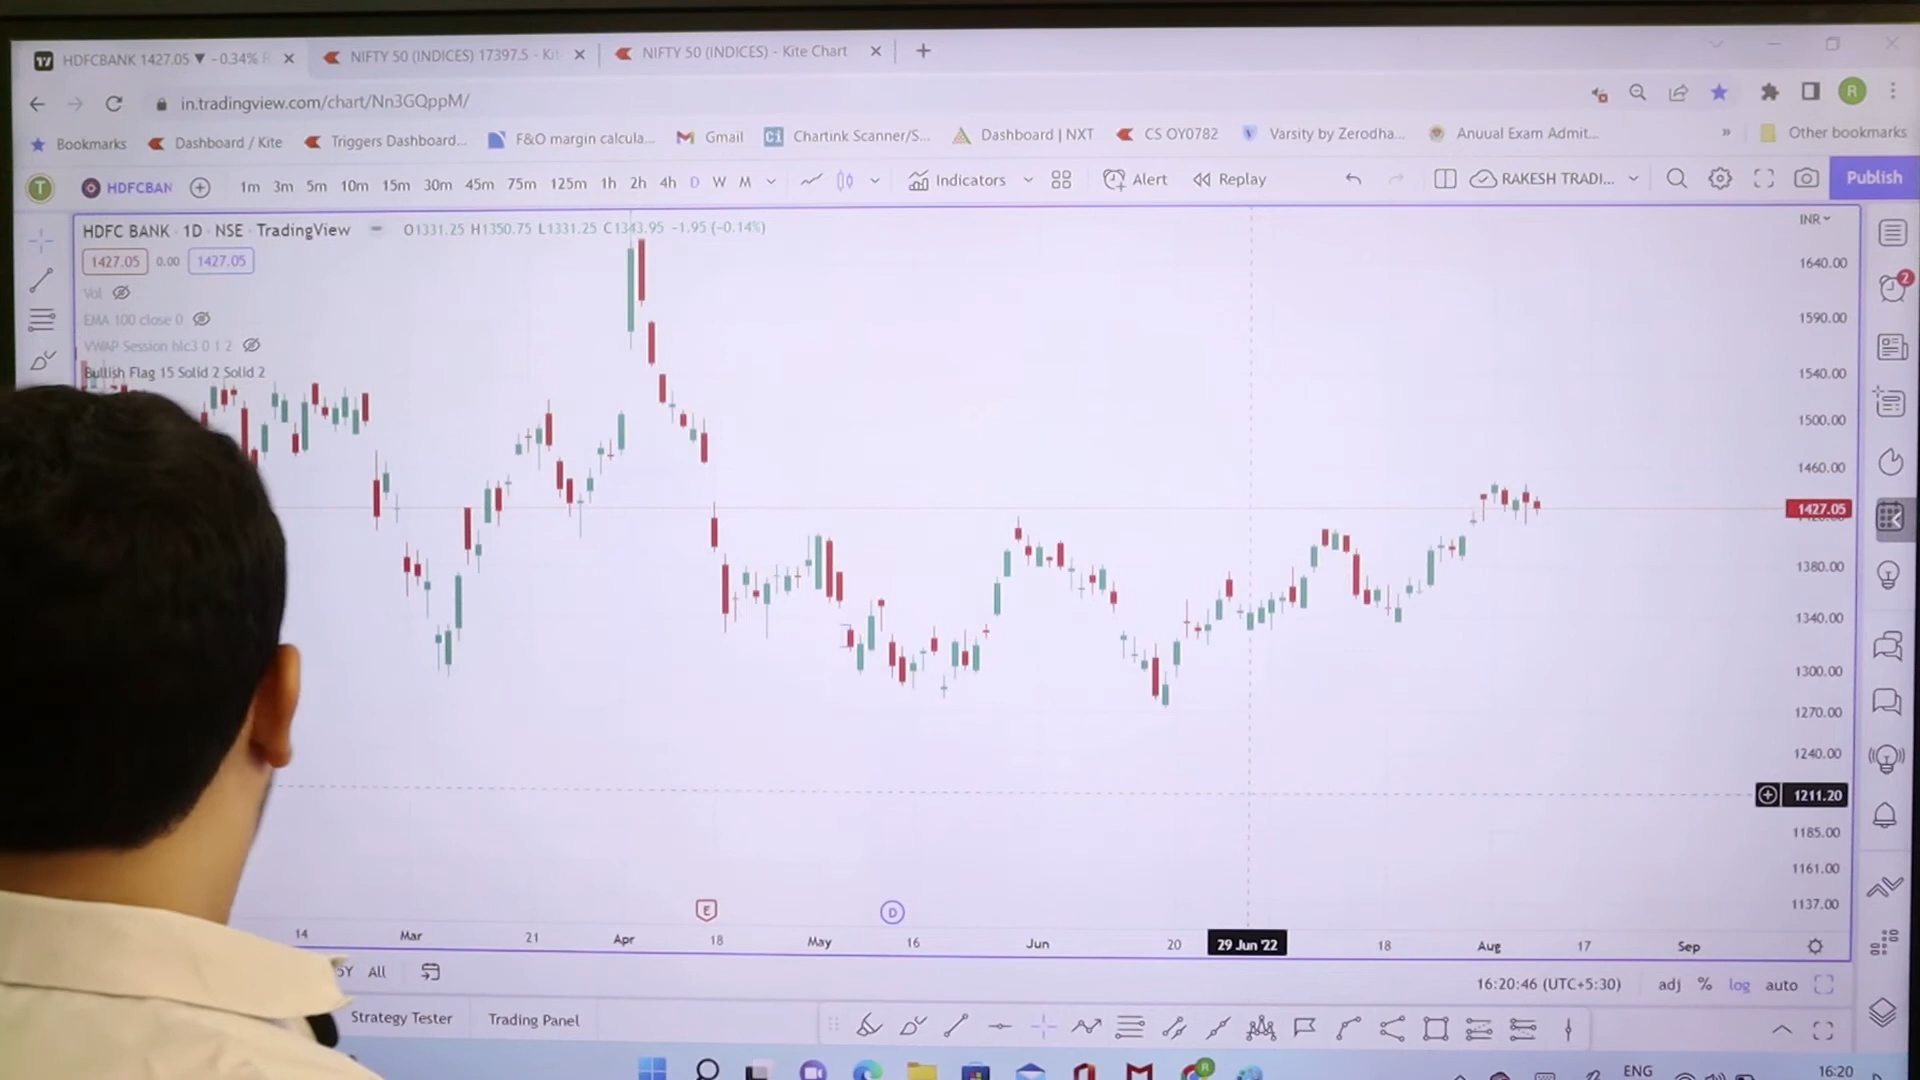 HDFCBANK 1427.05 ▼ −0.34%
NIFTY 50 (INDICES) 17397.5 - Kit
NIFTY 50 (INDICES) - Kite Chart
in.tradingview.com/chart/Nn3GQppM/
R
Bookmarks
Dashboard / Kite
Triggers Dashboard...
F&O margin calcula...
Gmail
Ci
Chartink Scanner/S...
Dashboard | NXT
CS OY0782
Varsity by Zerodha...
Anuual Exam Admit...
Other bookmarks
T
HDFCBAN
1m 3m 5m 10m 15m 30m 45m 75m 125m 1h 2h 4h D W M
Indicators
Alert
Replay
RAKESH TRADI...
Publish
HDFC BANK · 1D · NSE · TradingView
O1331.25 H1350.75 L1331.25 C1343.95 −1.95 (−0.14%)
INR
1427.05 0.00 1427.05
Vol
EMA 100 close 0
VWAP Session hlc3 0 1 2
Bullish Flag 15 Solid 2 Solid 2
2
1640.00
1590.00
1540.00
1500.00
1460.00
1427.05
1380.00
1340.00
1300.00
1270.00
1240.00
1211.20
1185.00
1161.00
1137.00
E
D
14 Mar 21 Apr 18 May 16 Jun 20 29 Jun '22 18 Aug 17 Sep
5Y All
16:20:46 (UTC+5:30) adj % log auto
Strategy Tester
Trading Panel
R
ENG
16:20